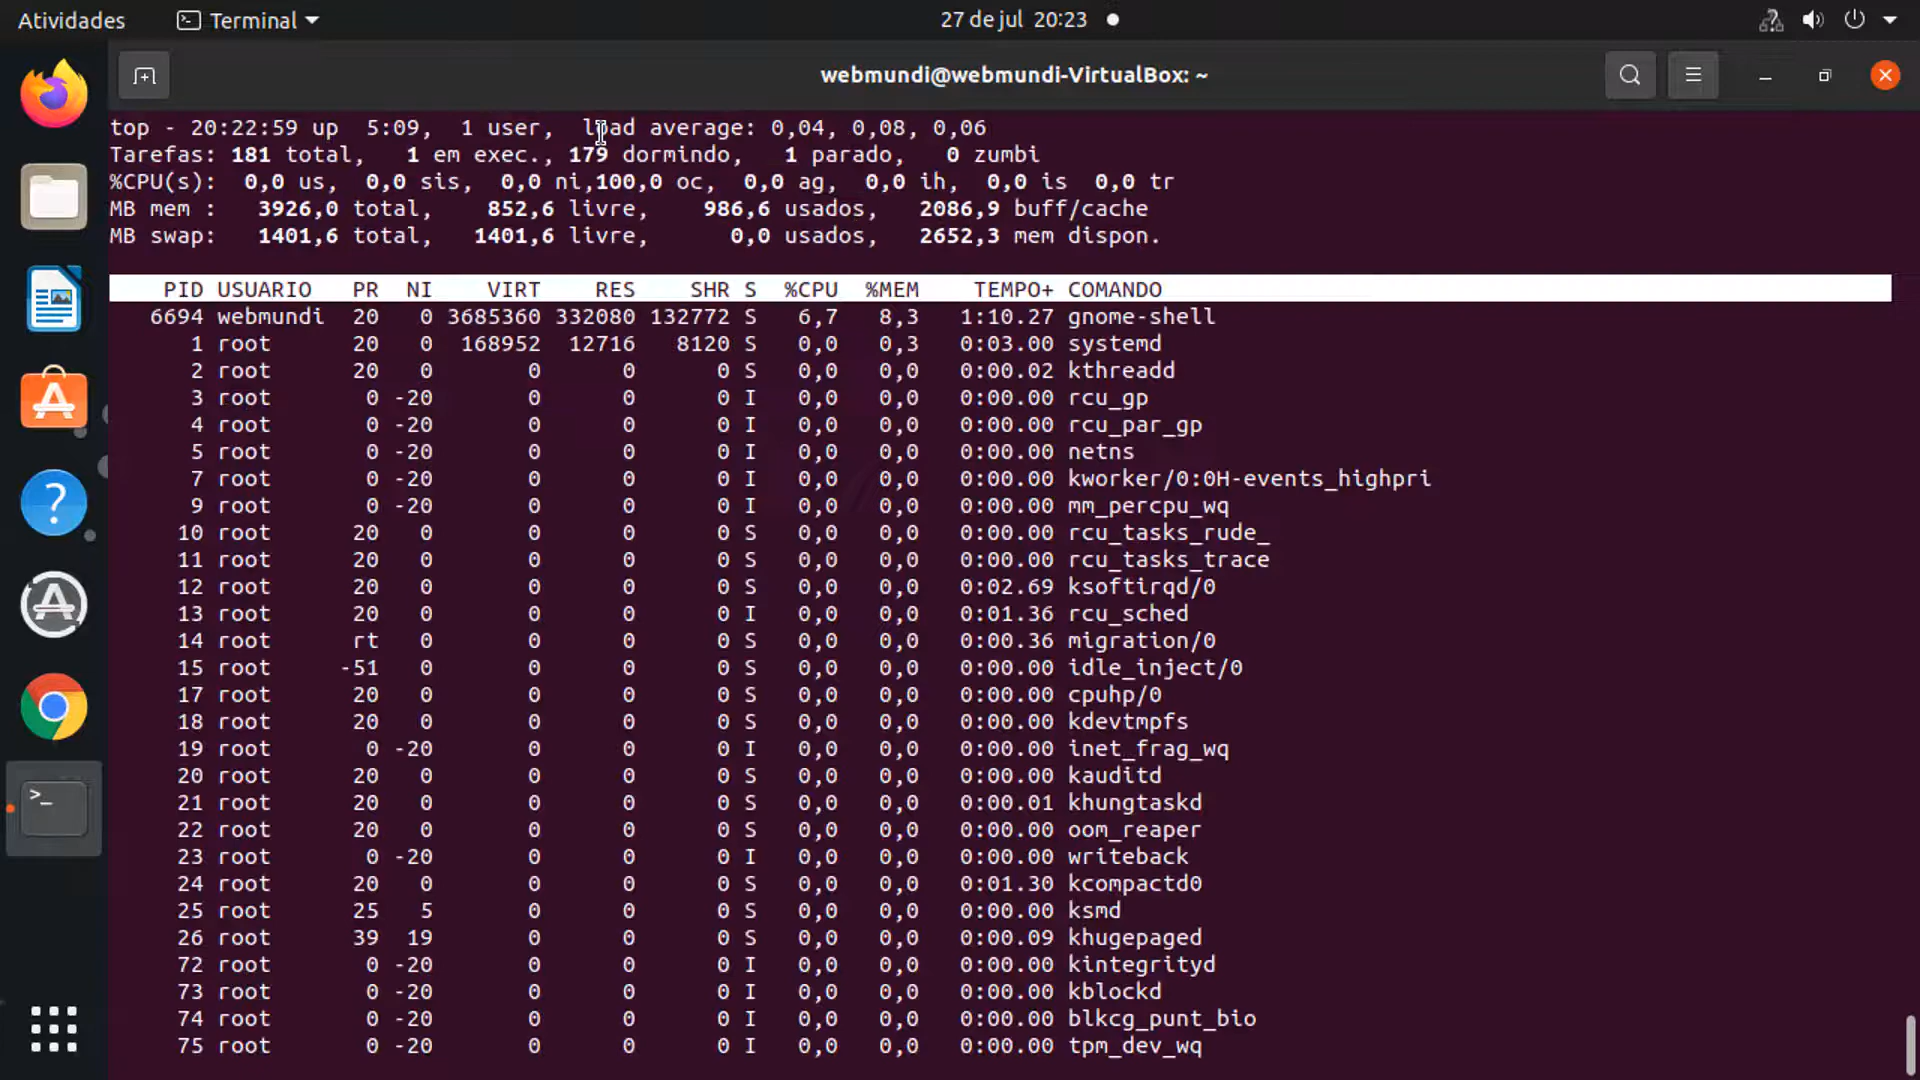 Atividades Terminal 27 de jul 20:23
webmundi@webmundi-VirtualBox: ~
top - 20:22:59 up 5:09, 1 user, load average: 0,04, 0,08, 0,06
Tarefas: 181 total, 1 em exec., 179 dormindo, 1 parado, 0 zumbi
%CPU(s): 0,0 us, 0,0 sis, 0,0 ni,100,0 oc, 0,0 ag, 0,0 ih, 0,0 is 0,0 tr
MB mem : 3926,0 total, 852,6 livre, 986,6 usados, 2086,9 buff/cache
MB swap: 1401,6 total, 1401,6 livre, 0,0 usados, 2652,3 mem dispon.
PID USUARIO PR NI VIRT RES SHR S %CPU %MEM TEMPO+ COMANDO
6694 webmundi 20 0 3685360 332080 132772 S 6,7 8,3 1:10.27 gnome-shell
1 root 20 0 168952 12716 8120 S 0,0 0,3 0:03.00 systemd
2 root 20 0 0 0 0 S 0,0 0,0 0:00.02 kthreadd
3 root 0 -20 0 0 0 I 0,0 0,0 0:00.00 rcu_gp
4 root 0 -20 0 0 0 I 0,0 0,0 0:00.00 rcu_par_gp
5 root 0 -20 0 0 0 I 0,0 0,0 0:00.00 netns
7 root 0 -20 0 0 0 I 0,0 0,0 0:00.00 kworker/0:0H-events_highpri
9 root 0 -20 0 0 0 I 0,0 0,0 0:00.00 mm_percpu_wq
10 root 20 0 0 0 0 S 0,0 0,0 0:00.00 rcu_tasks_rude_
11 root 20 0 0 0 0 S 0,0 0,0 0:00.00 rcu_tasks_trace
12 root 20 0 0 0 0 S 0,0 0,0 0:02.69 ksoftirqd/0
13 root 20 0 0 0 0 I 0,0 0,0 0:01.36 rcu_sched
14 root rt 0 0 0 0 S 0,0 0,0 0:00.36 migration/0
15 root -51 0 0 0 0 S 0,0 0,0 0:00.00 idle_inject/0
17 root 20 0 0 0 0 S 0,0 0,0 0:00.00 cpuhp/0
18 root 20 0 0 0 0 S 0,0 0,0 0:00.00 kdevtmpfs
19 root 0 -20 0 0 0 I 0,0 0,0 0:00.00 inet_frag_wq
20 root 20 0 0 0 0 S 0,0 0,0 0:00.00 kauditd
21 root 20 0 0 0 0 S 0,0 0,0 0:00.01 khungtaskd
22 root 20 0 0 0 0 S 0,0 0,0 0:00.00 oom_reaper
23 root 0 -20 0 0 0 I 0,0 0,0 0:00.00 writeback
24 root 20 0 0 0 0 S 0,0 0,0 0:01.30 kcompactd0
25 root 25 5 0 0 0 S 0,0 0,0 0:00.00 ksmd
26 root 39 19 0 0 0 S 0,0 0,0 0:00.09 khugepaged
72 root 0 -20 0 0 0 I 0,0 0,0 0:00.00 kintegrityd
73 root 0 -20 0 0 0 I 0,0 0,0 0:00.00 kblockd
74 root 0 -20 0 0 0 I 0,0 0,0 0:00.00 blkcg_punt_bio
75 root 0 -20 0 0 0 I 0,0 0,0 0:00.00 tpm_dev_wq